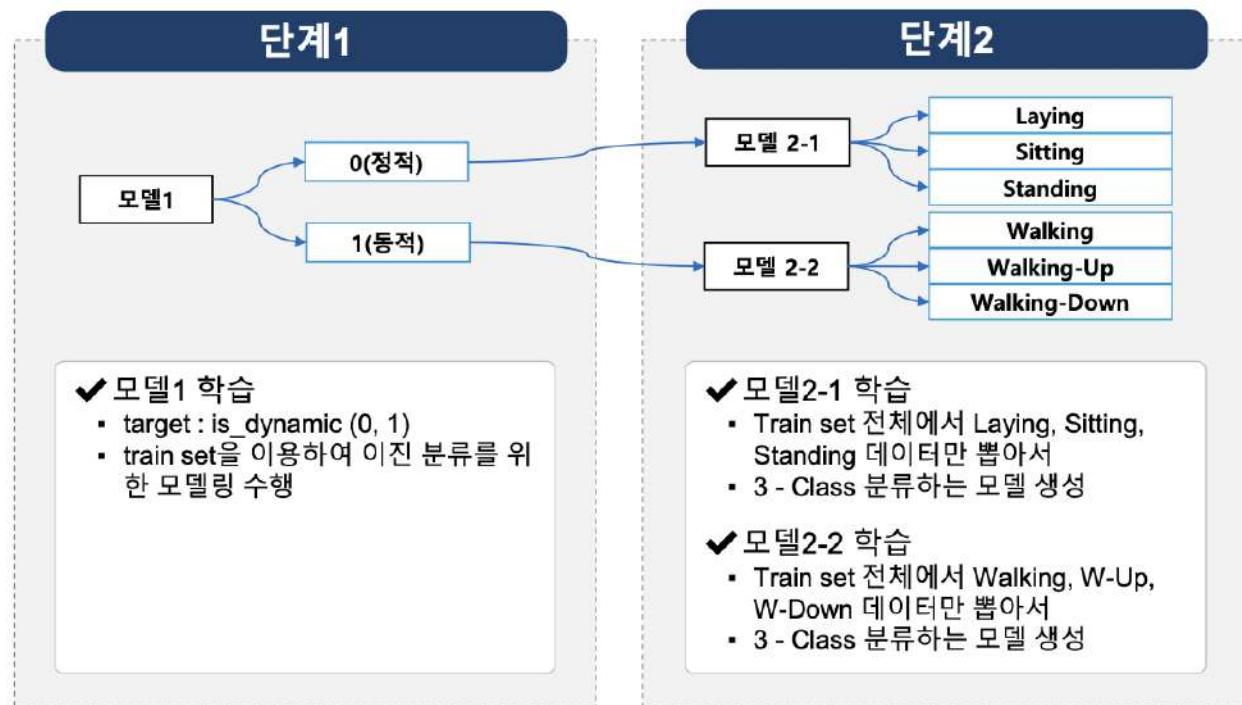 단계1
모델1
0(정적)
1(동적)
✔ 모델1 학습
▪ target : is_dynamic (0, 1)
▪ train set을 이용하여 이진 분류를 위
한 모델링 수행
단계2
모델 2-1
Laying
Sitting
Standing
모델 2-2
Walking
Walking-Up
Walking-Down
✔ 모델2-1 학습
▪ Train set 전체에서 Laying, Sitting,
Standing 데이터만 뽑아서
▪ 3 - Class 분류하는 모델 생성
✔ 모델2-2 학습
▪ Train set 전체에서 Walking, W-Up,
W-Down 데이터만 뽑아서
▪ 3 - Class 분류하는 모델 생성